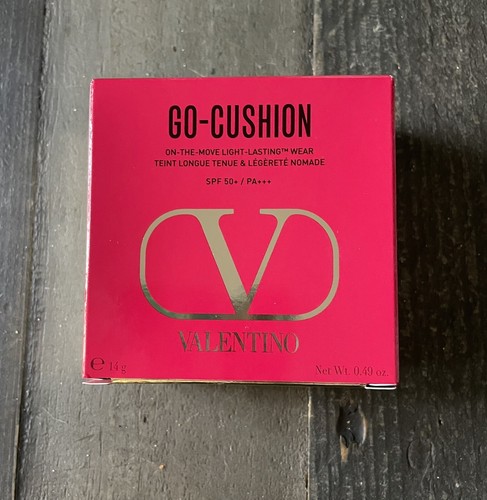 GO-CUSHION
ON-THE-MOVE LIGHT-LASTING™ WEAR
TEINT LONGUE TENUE & LÉGÈRETÉ NOMADE
SPF 50+ / PA+++
V
VALENTINO
℮ 14 g
Net Wt. 0.49 oz.